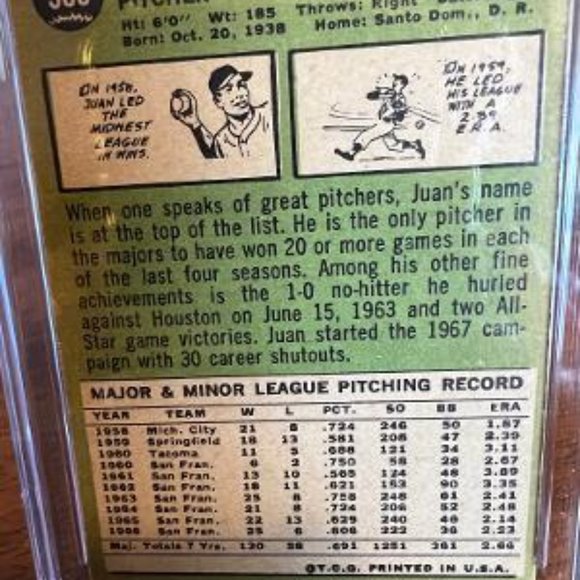 PITCHER
Ht: 6'0" Wt: 185 Throws: Right
Born: Oct. 20, 1938 Home: Santo Dom., D. R.
ON 1958,
JUAN LED
THE
MIDWEST
LEAGUE
IN WINS.
ON 1959,
HE LED
HIS LEAGUE
WITH A
2.39
E.R.A.
When one speaks of great pitchers, Juan's name
is at the top of the list. He is the only pitcher in
the majors to have won 20 or more games in each
of the last four seasons. Among his other fine
achievements is the 1-0 no-hitter he hurled
against Houston on June 15, 1963 and two All-
Star game victories. Juan started the 1967 cam-
paign with 30 career shutouts.
MAJOR & MINOR LEAGUE PITCHING RECORD
YEAR TEAM W L PCT. SO BB ERA
1958 Mich. City 21 8 .724 246 50 1.87
1959 Springfield 18 13 .581 208 47 2.39
1960 Tacoma 11 5 .688 121 34 3.11
1960 San Fran. 6 2 .750 58 28 2.67
1961 San Fran. 13 10 .565 124 48
1962 San Fran. 18 11 .621 153 90 3.35
1963 San Fran. 25 8 .758 248 61 2.41
1964 San Fran. 21 8 .724 206 52 2.48
1965 San Fran. 22 13 .629 240 46 2.14
1966 San Fran. 25 6 .806 222 36 2.23
Maj. Totals 7 Yrs. 130 58 .691 1251 361 2.66
©T.C.G. PRINTED IN U.S.A.